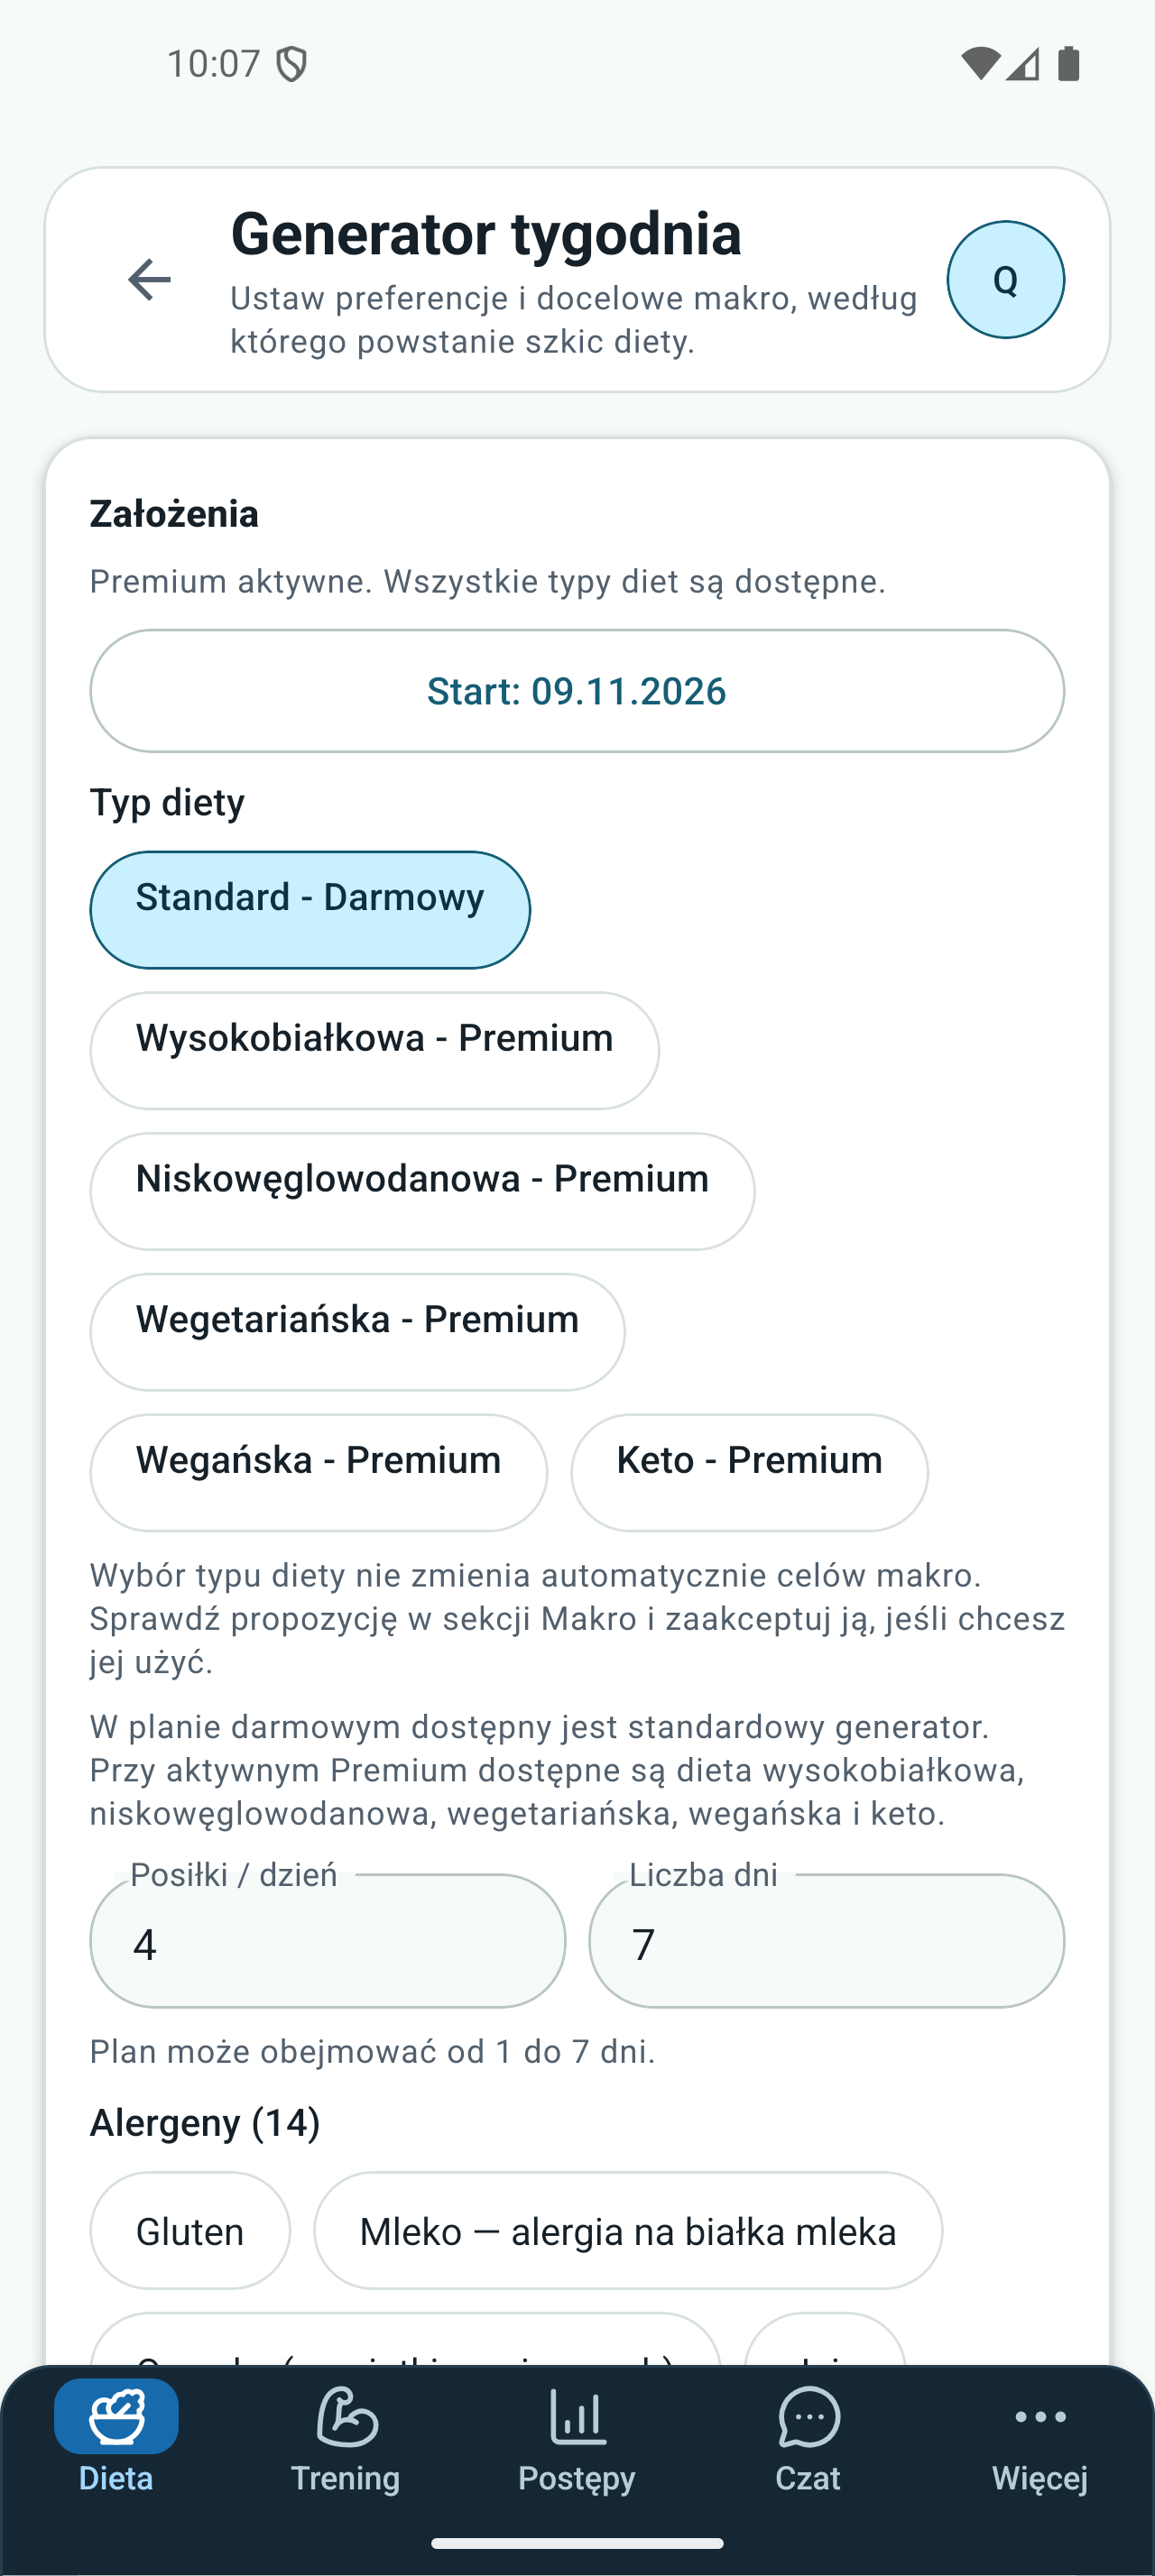 10:07
Generator tygodnia
Ustaw preferencje i docelowe makro, według
którego powstanie szkic diety.
Q
Założenia
Premium aktywne. Wszystkie typy diet są dostępne.
Start: 09.11.2026
Typ diety
Standard - Darmowy
Wysokobiałkowa - Premium
Niskowęglowodanowa - Premium
Wegetariańska - Premium
Wegańska - Premium
Keto - Premium
Wybór typu diety nie zmienia automatycznie celów makro.
Sprawdź propozycję w sekcji Makro i zaakceptuj ją, jeśli chcesz
jej użyć.
W planie darmowym dostępny jest standardowy generator.
Przy aktywnym Premium dostępne są dieta wysokobiałkowa,
niskowęglowodanowa, wegetariańska, wegańska i keto.
Posiłki / dzień
Liczba dni
4
7
Plan może obejmować od 1 do 7 dni.
Alergeny (14)
Gluten
Mleko — alergia na białka mleka
Dieta
Trening
Postępy
Czat
Więcej